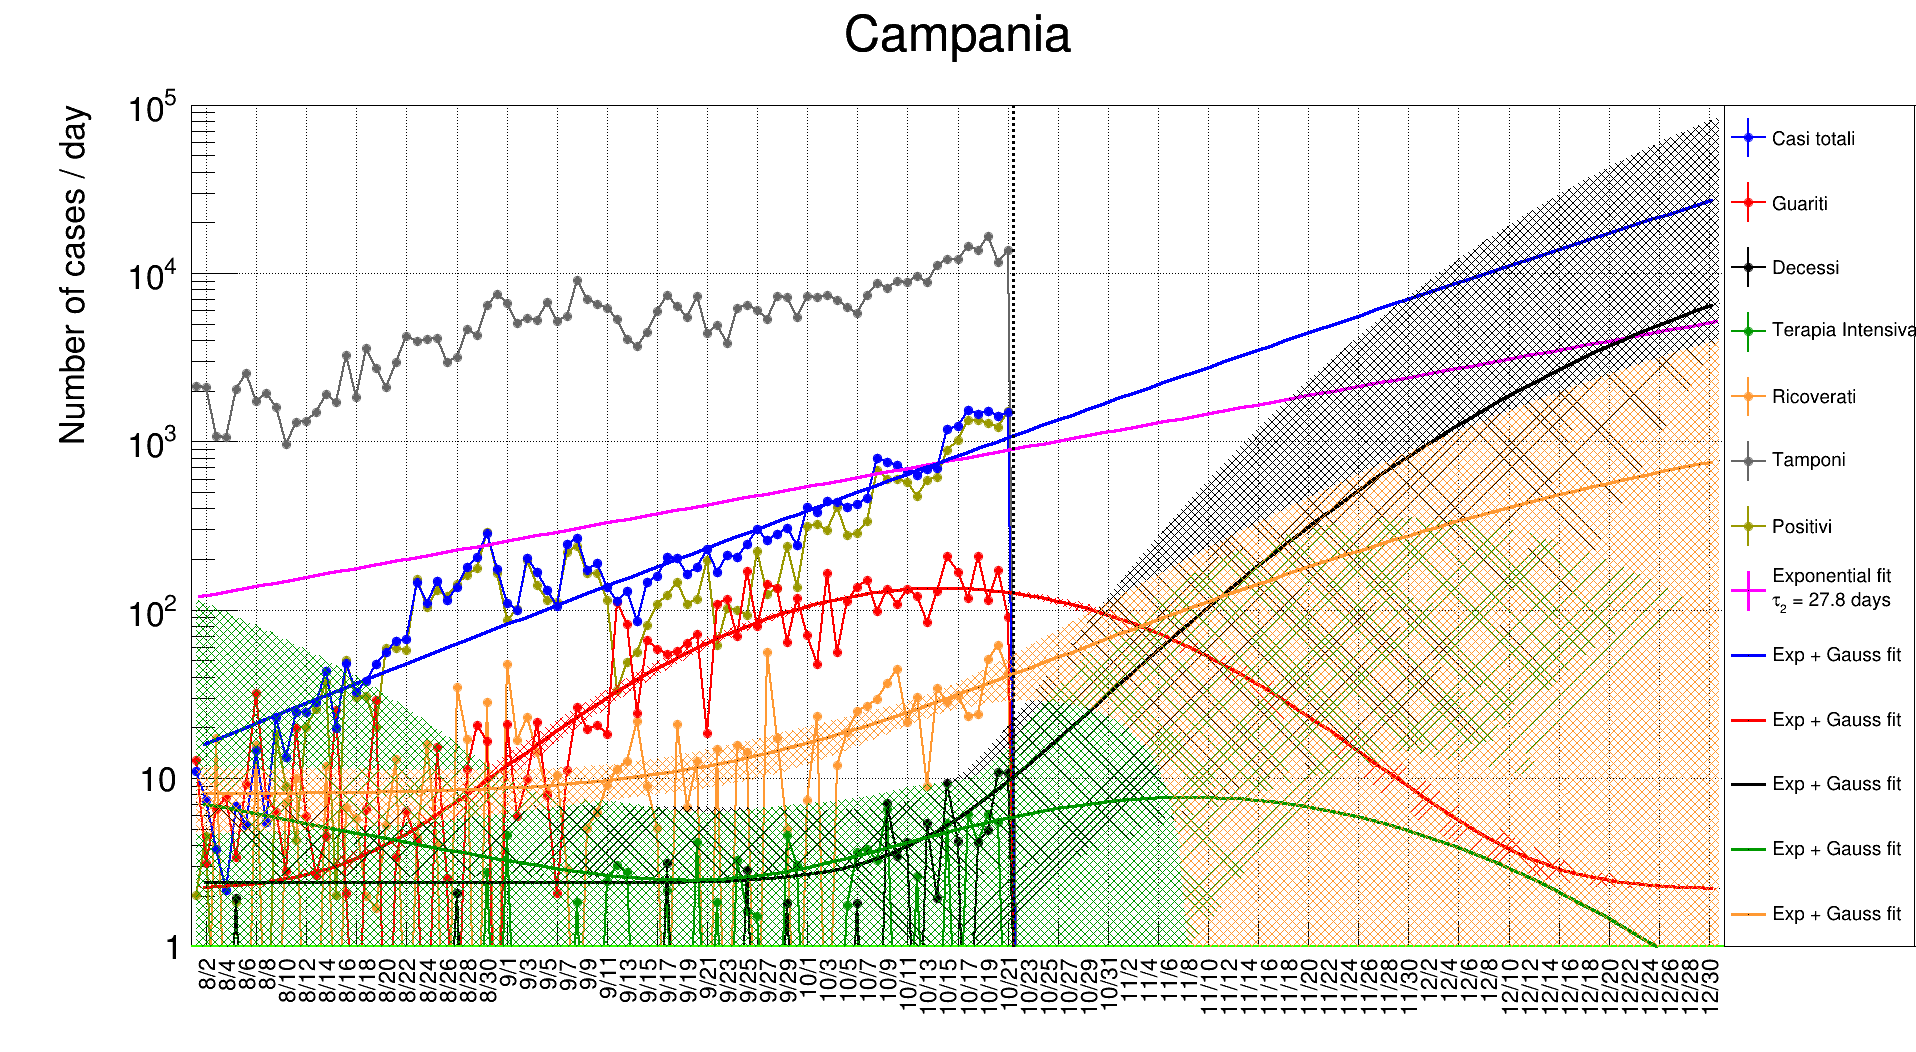 Campania
Number of cases / day
10^5
10^4
10^3
10^2
10
1
8/2 8/4 8/6 8/8 8/10 8/12 8/14 8/16 8/18 8/20 8/22 8/24 8/26 8/28 8/30 9/1 9/3 9/5 9/7 9/9 9/11 9/13 9/15 9/17 9/19 9/21 9/23 9/25 9/27 9/29 10/1 10/3 10/5 10/7 10/9 10/11 10/13 10/15 10/17 10/19 10/21 10/23 10/25 10/27 10/29 10/31 11/2 11/4 11/6 11/8 11/10 11/12 11/14 11/16 11/18 11/20 11/22 11/24 11/26 11/28 11/30 12/2 12/4 12/6 12/8 12/10 12/12 12/14 12/16 12/18 12/20 12/22 12/24 12/26 12/28 12/30
Casi totali
Guariti
Decessi
Terapia Intensiva
Ricoverati
Tamponi
Positivi
Exponential fit
τ₂ = 27.8 days
Exp + Gauss fit
Exp + Gauss fit
Exp + Gauss fit
Exp + Gauss fit
Exp + Gauss fit